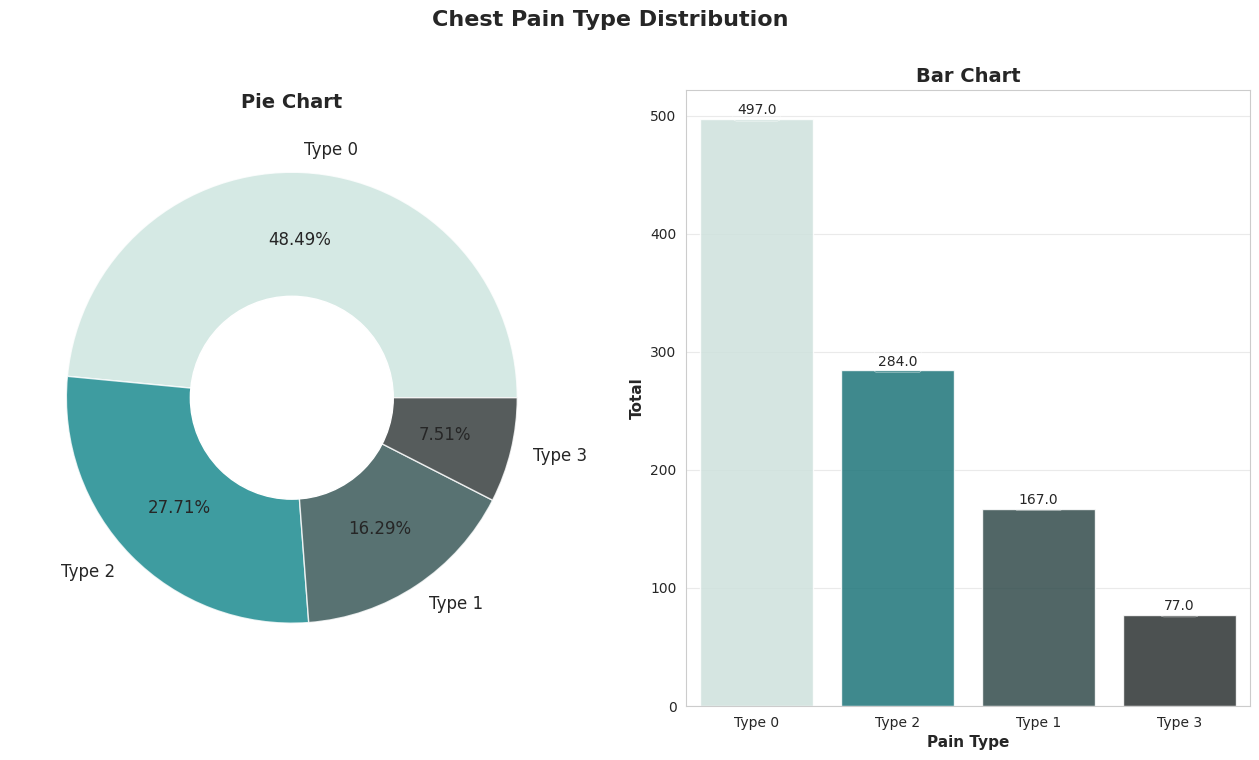 Chest Pain Type Distribution
Pie Chart
Type 0
48.49%
7.51%
Type 3
27.71%
16.29%
Type 2
Type 1
Bar Chart
497.0
284.0
167.0
77.0
500
400
300
200
100
0
Total
Type 0
Type 2
Type 1
Type 3
Pain Type